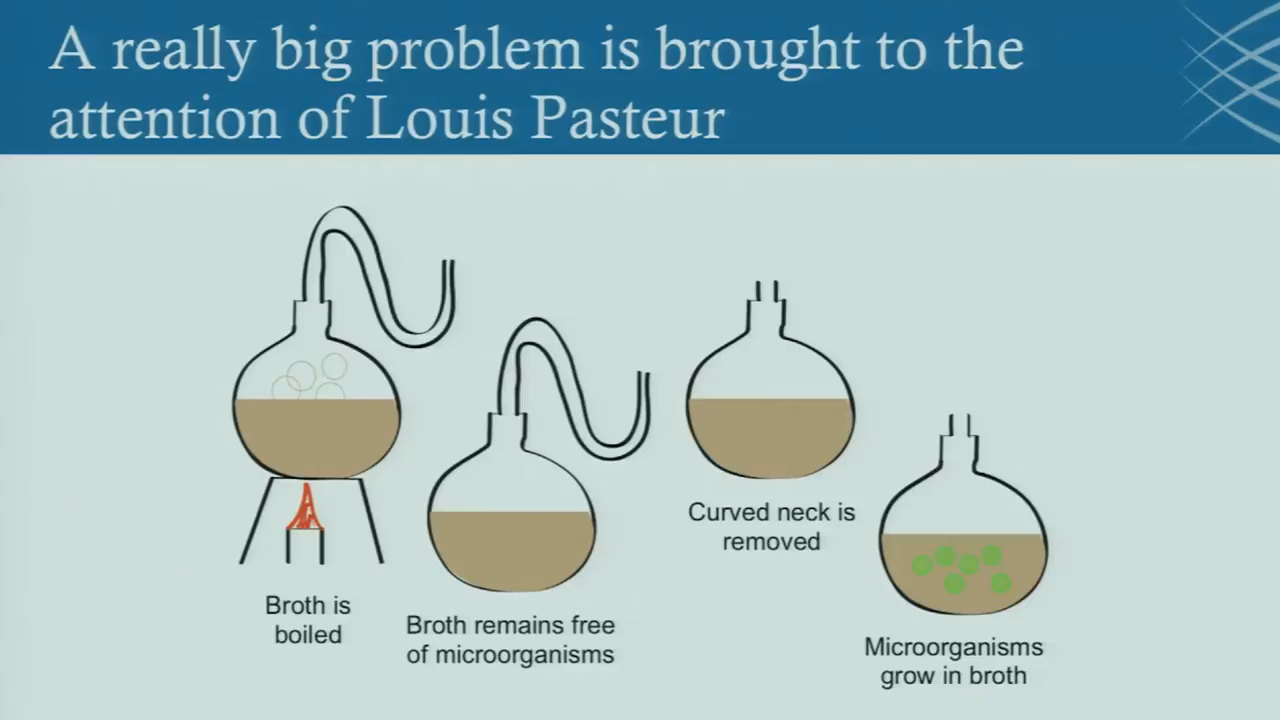 A really big problem is brought to the
attention of Louis Pasteur
Broth is
boiled
Broth remains free
of microorganisms
Curved neck is
removed
Microorganisms
grow in broth